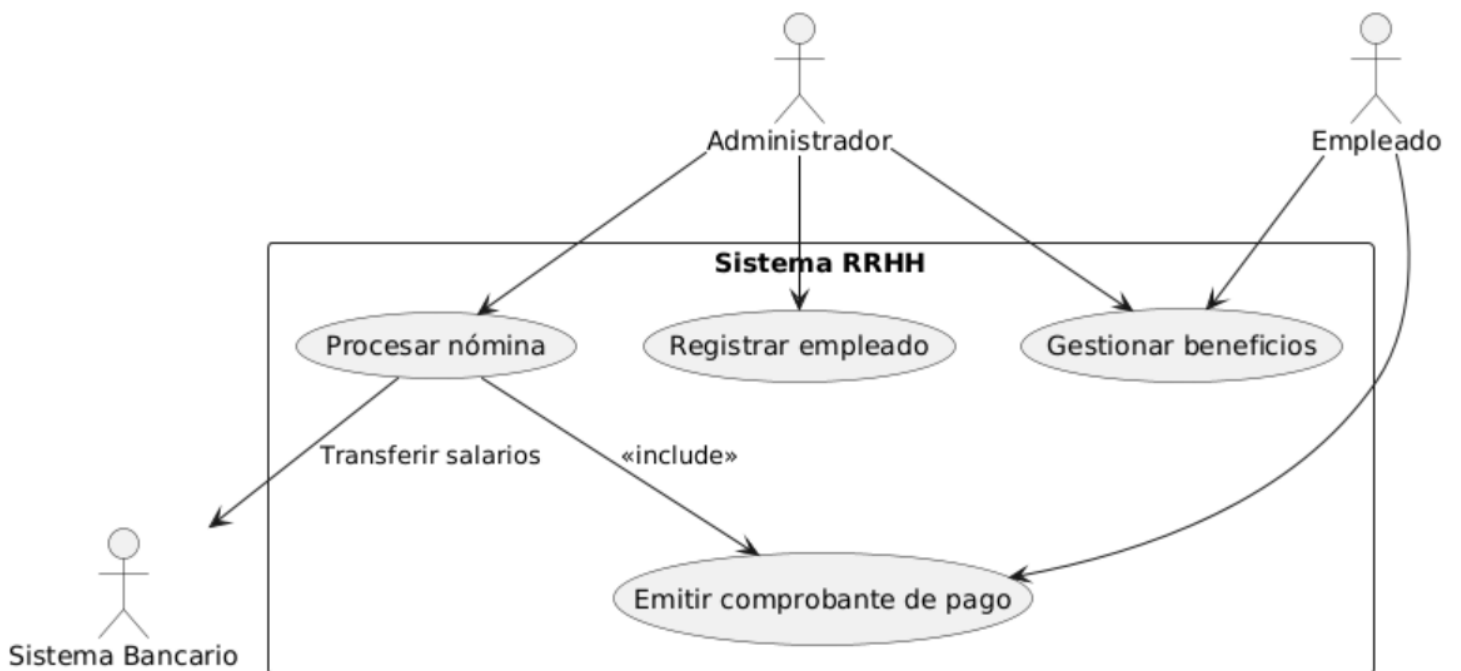 Administrador
Empleado
Sistema RRHH
Procesar nómina
Registrar empleado
Gestionar beneficios
Transferir salarios
«include»
Emitir comprobante de pago
Sistema Bancario